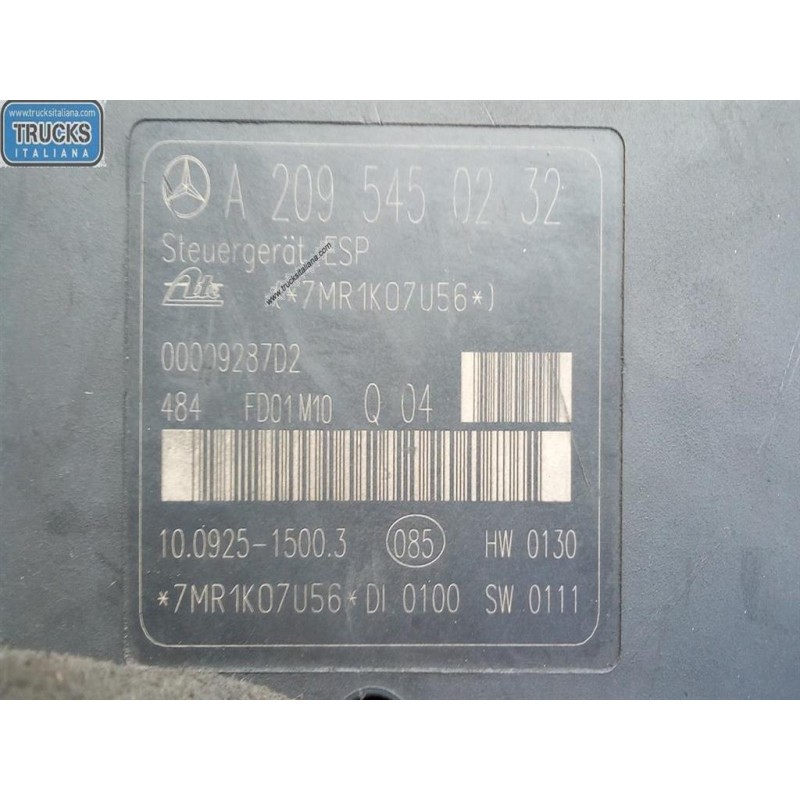 www.trucksitaliana.com
TRUCKS
ITALIANA
A 209 545 02 32
Steuergerät ESP
www.trucksitaliana.com
Ate (*7MR1K07U56*)
00009287D2
484 FD01M10 Q 04
10.0925-1500.3 085 HW 0130
*7MR1K07U56* DI 0100 SW 0111